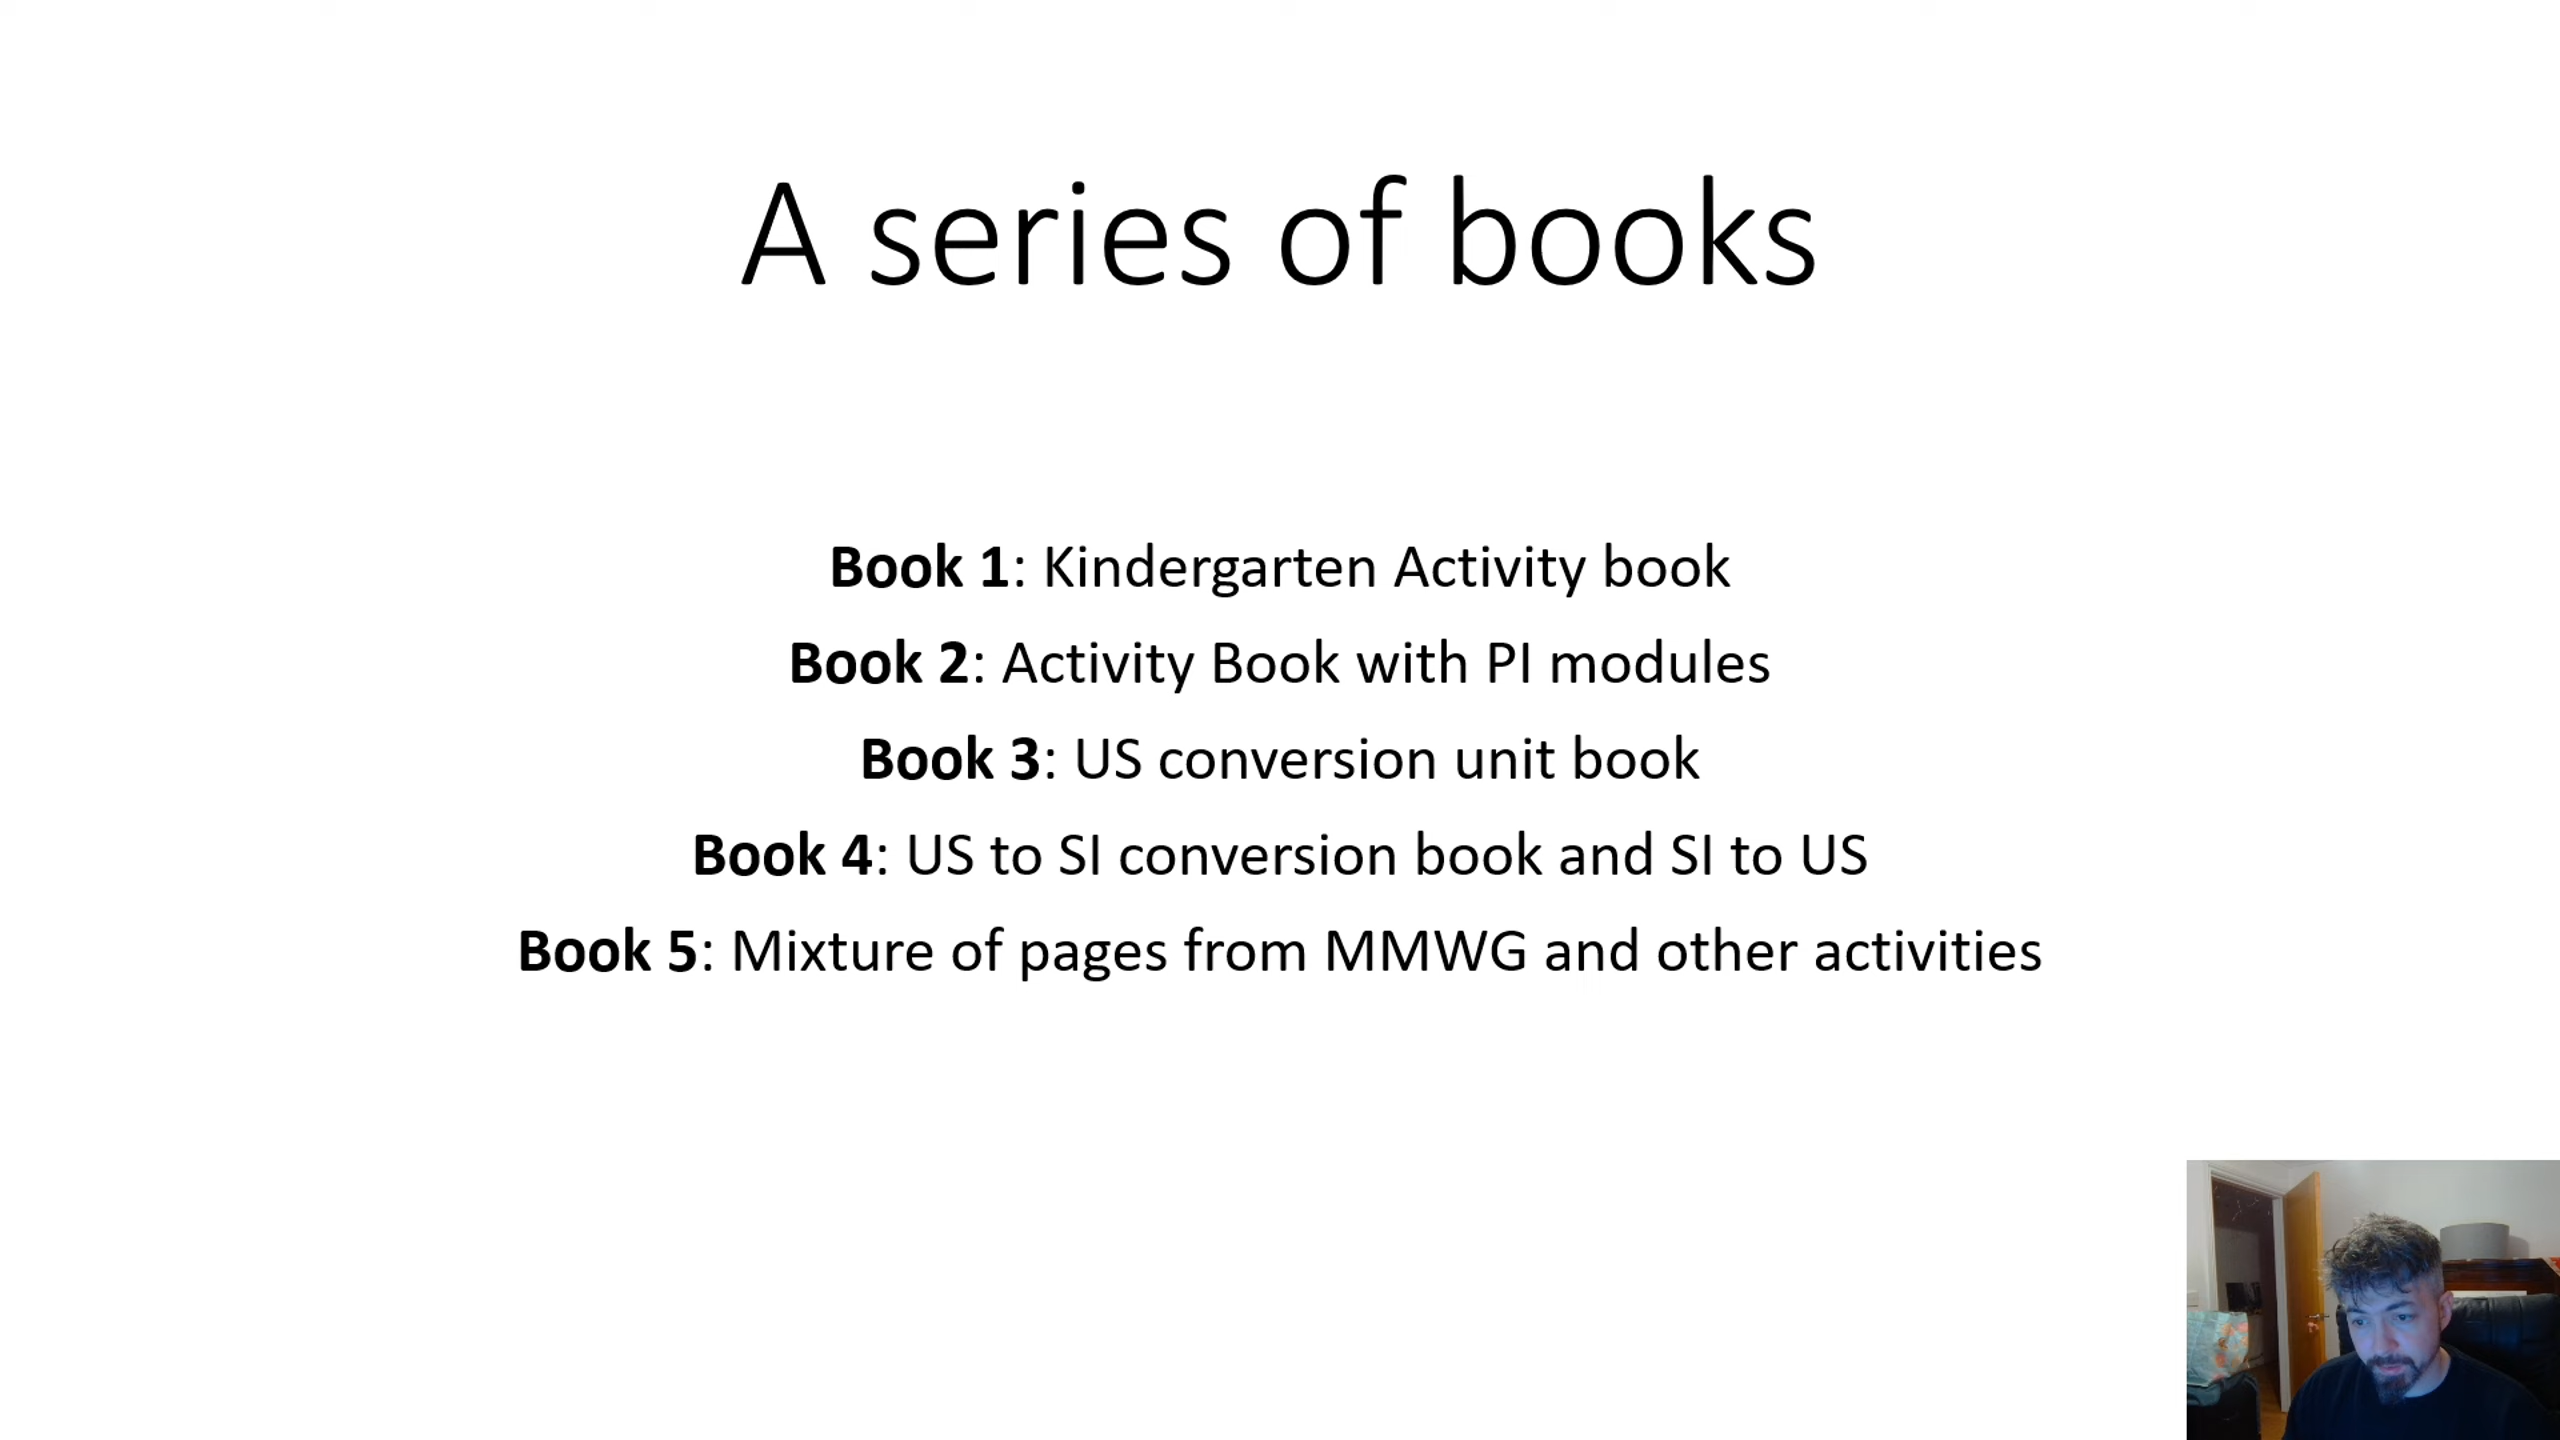 A series of books
Book 1: Kindergarten Activity book
Book 2: Activity Book with PI modules
Book 3: US conversion unit book
Book 4: US to SI conversion book and SI to US
Book 5: Mixture of pages from MMWG and other activities